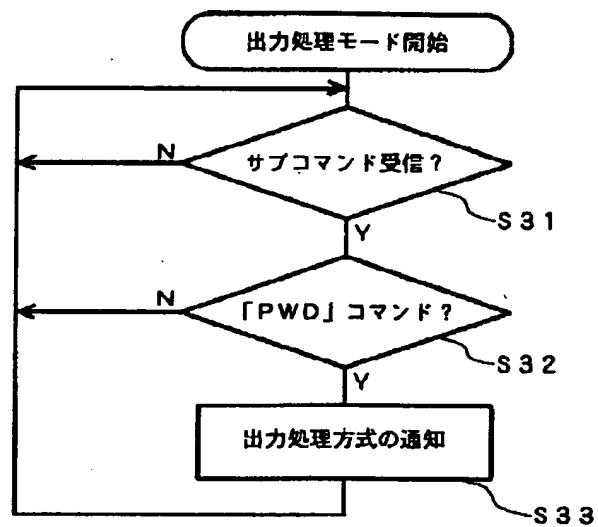 出力処理モード開始
サブコマンド受信？
N
S31
Y
「PWD」コマンド？
N
S32
Y
出力処理方式の通知
S33